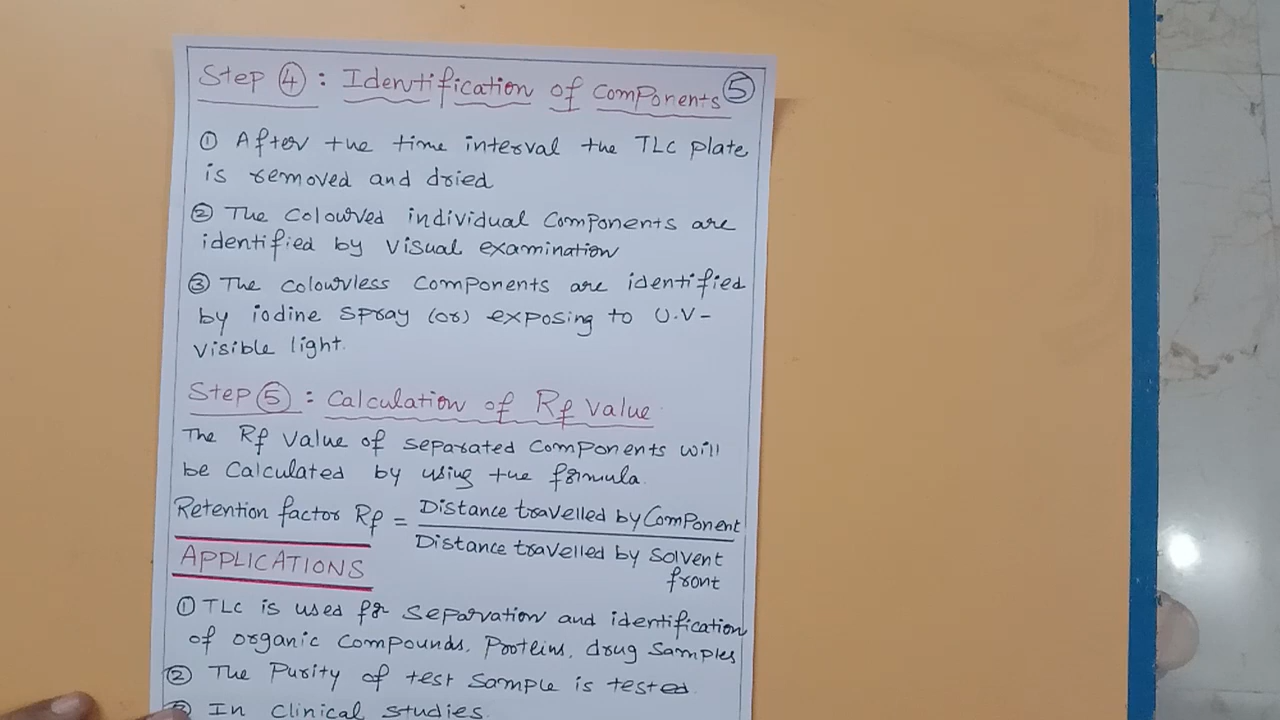 Step ④ : Identification of Components ⑤
① After the time interval the TLC plate
is removed and dried
② The coloured individual components are
identified by visual examination
③ The colourless components are identified
by iodine spray (or) exposing to U.V-
visible light.
Step ⑤ : Calculation of Rf value
The Rf value of separated components will
be calculated by using the formula.
Retention factor Rf = Distance travelled by component
Distance travelled by solvent
front
APPLICATIONS
① TLC is used for separvation and identification
of organic compounds, Proteins, drug samples
② The Purity of test sample is tested.
③ In clinical studies.